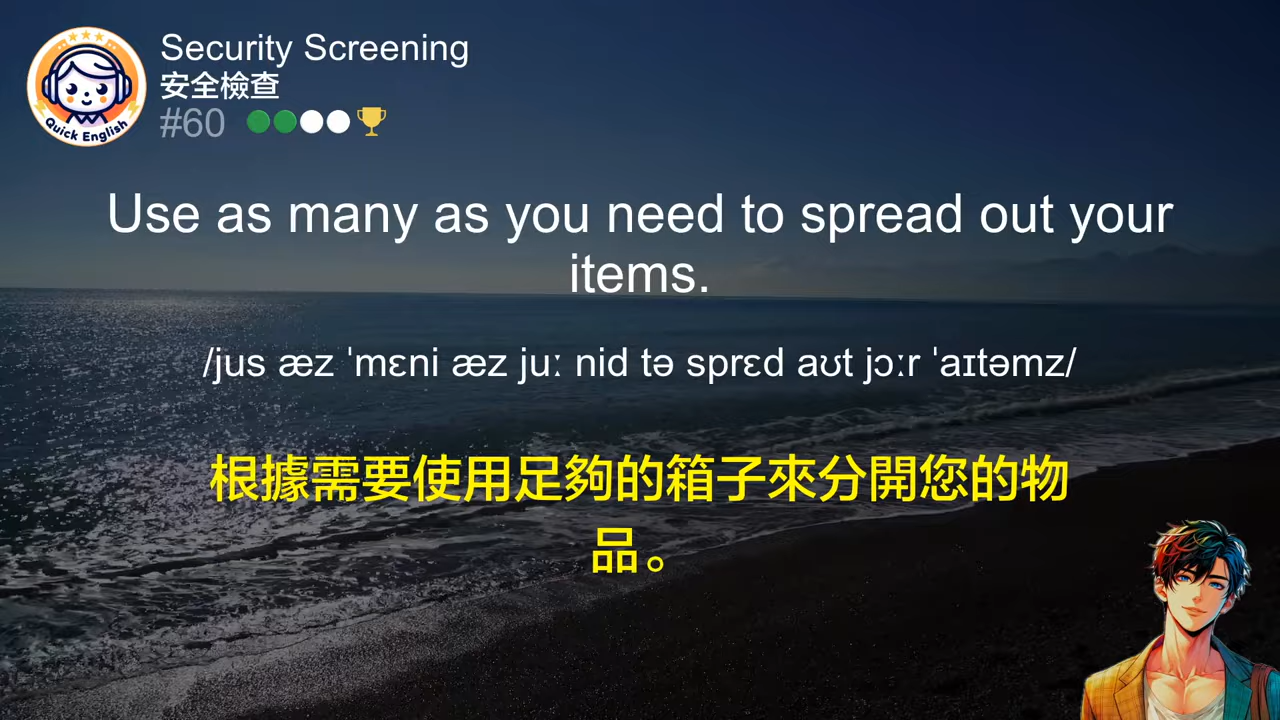 Security Screening
安全檢查
#60
Quick English
Use as many as you need to spread out your
items.
/jus æz ˈmɛni æz juː nid tə sprɛd aʊt jɔːr ˈaɪtəmz/
根據需要使用足夠的箱子來分開您的物
品。